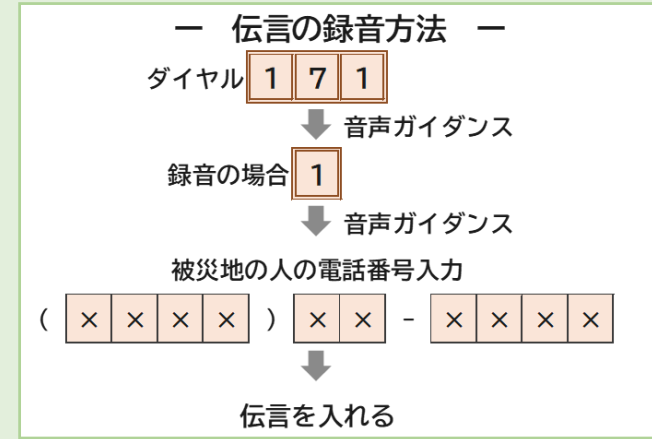 ー 伝言の録音方法 ー
ダイヤル 1 7 1
音声ガイダンス
録音の場合 1
音声ガイダンス
被災地の人の電話番号入力
( × × × × ) × × - × × × ×
伝言を入れる